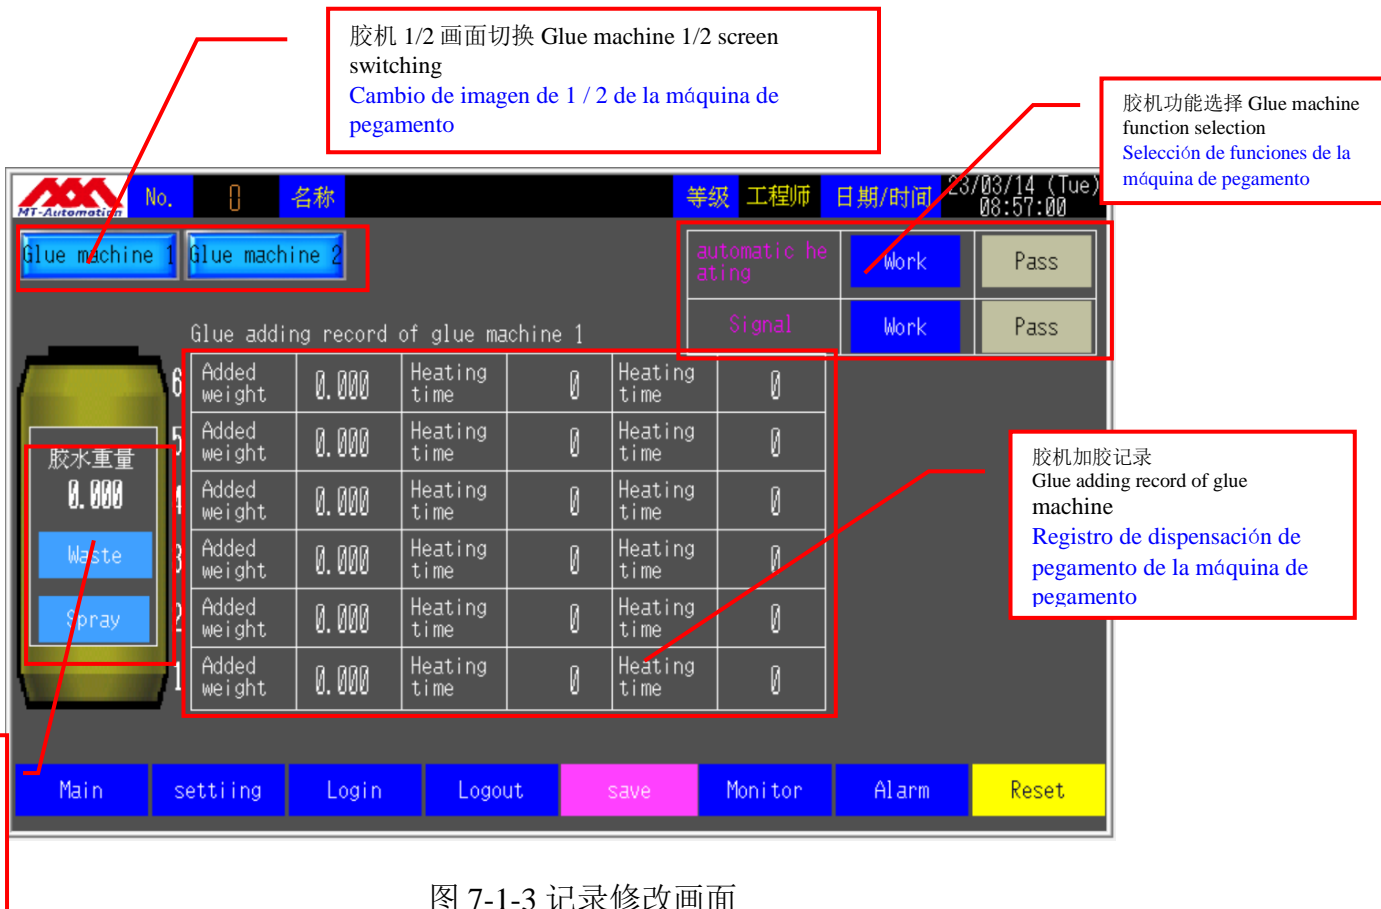 胶机 1/2 画面切换 Glue machine 1/2 screen
switching
Cambio de imagen de 1 / 2 de la máquina de
pegamento
胶机功能选择 Glue machine
function selection
Selección de funciones de la
máquina de pegamento
MT-Automation No. 0 名称 等级 工程师 日期/时间 23/03/14 (Tue)
08:57:00
Glue machine 1 Glue machine 2
automatic he
ating Work Pass
Signal Work Pass
Glue adding record of glue machine 1
6 Added
weight 0.000 Heating
time 0 Heating
time 0
5 Added
weight 0.000 Heating
time 0 Heating
time 0
4 Added
weight 0.000 Heating
time 0 Heating
time 0
3 Added
weight 0.000 Heating
time 0 Heating
time 0
2 Added
weight 0.000 Heating
time 0 Heating
time 0
1 Added
weight 0.000 Heating
time 0 Heating
time 0
胶水重量
0.000
Waste
Spray
胶机加胶记录
Glue adding record of glue
machine
Registro de dispensación de
pegamento de la máquina de
pegamento
Main settiing Login Logout save Monitor Alarm Reset
图 7-1-3 记录修改画面